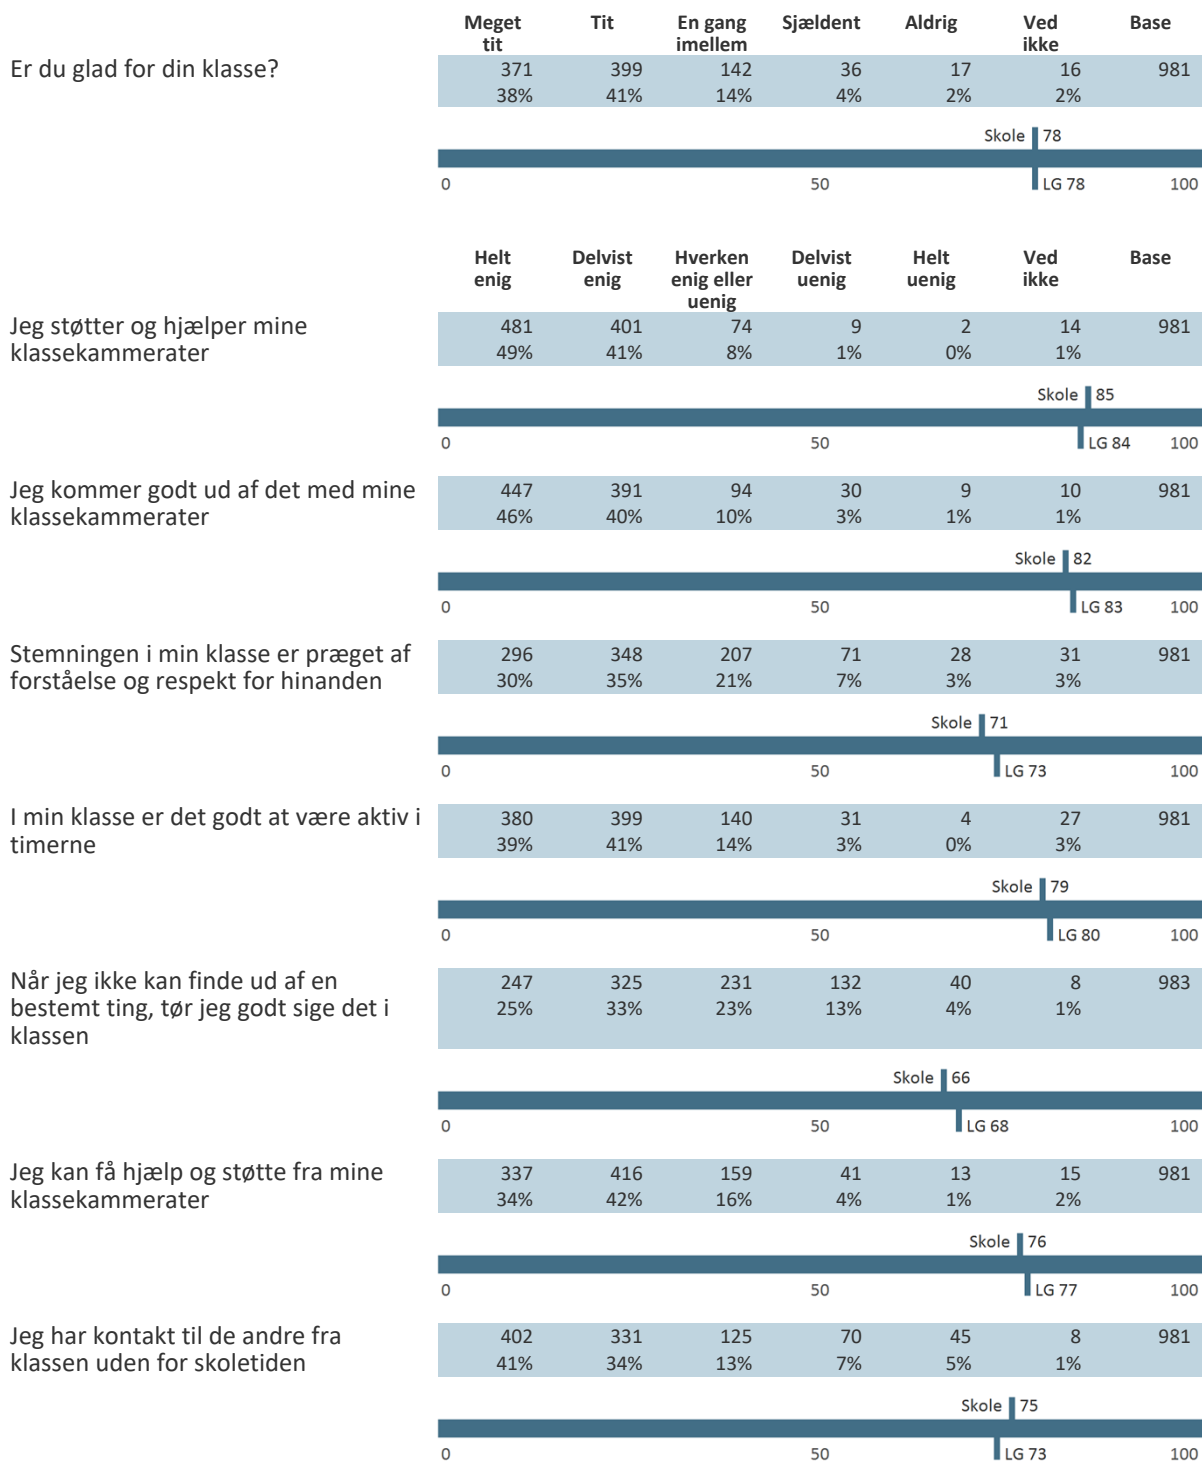 Meget tit Tit En gang imellem Sjældent Aldrig Ved ikke Base
Er du glad for din klasse? 371 399 142 36 17 16 981
38% 41% 14% 4% 2% 2%
Skole 78
0 50 LG 78 100
Helt enig Delvist enig Hverken enig eller uenig Delvist uenig Helt uenig Ved ikke Base
Jeg støtter og hjælper mine 481 401 74 9 2 14 981
klassekammerater 49% 41% 8% 1% 0% 1%
Skole 85
0 50 LG 84 100
Jeg kommer godt ud af det med mine 447 391 94 30 9 10 981
klassekammerater 46% 40% 10% 3% 1% 1%
Skole 82
0 50 LG 83 100
Stemningen i min klasse er præget af 296 348 207 71 28 31 981
forståelse og respekt for hinanden 30% 35% 21% 7% 3% 3%
Skole 71
0 50 LG 73 100
I min klasse er det godt at være aktiv i 380 399 140 31 4 27 981
timerne 39% 41% 14% 3% 0% 3%
Skole 79
0 50 LG 80 100
Når jeg ikke kan finde ud af en 247 325 231 132 40 8 983
bestemt ting, tør jeg godt sige det i 25% 33% 23% 13% 4% 1%
klassen
Skole 66
0 50 LG 68 100
Jeg kan få hjælp og støtte fra mine 337 416 159 41 13 15 981
klassekammerater 34% 42% 16% 4% 1% 2%
Skole 76
0 50 LG 77 100
Jeg har kontakt til de andre fra 402 331 125 70 45 8 981
klassen uden for skoletiden 41% 34% 13% 7% 5% 1%
Skole 75
0 50 LG 73 100